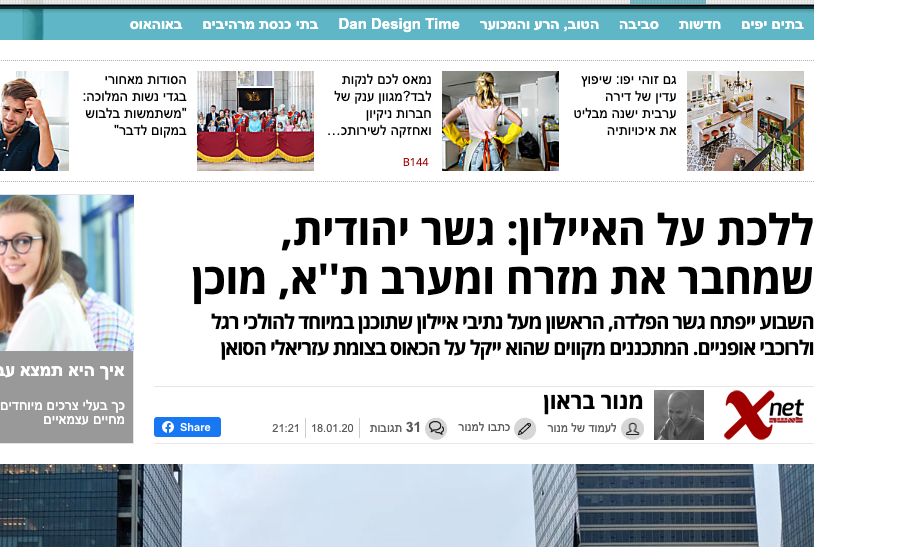 בתים יפים
חדשות
סביבה
הטוב, הרע והמכוער
Dan Design Time
בתי כנסת מרהיבים
באוהאוס
גם זוהי יפו: שיפוץ
עדין של דירה
ערבית ישנה מבליט
את איכויותיה
נמאס לכם לנקות
לבד?מגוון ענק של
חברות ניקיון
ואחזקה לשירותכ...
B144
הסודות מאחורי
בגדי נשות המלוכה:
"משתמשות בלבוש
במקום לדבר"
ללכת על האיילון: גשר יהודית,
שמחבר את מזרח ומערב ת"א, מוכן
השבוע ייפתח גשר הפלדה, הראשון מעל נתיבי איילון שתוכנן במיוחד להולכי רגל
ולרוכבי אופניים. המתכננים מקווים שהוא ייקל על הכאוס בצומת עזריאלי הסואן
Xnet
מנור בראון
לעמוד של מנור
כתבו למנור
31 תגובות
18.01.20
21:21
Share
איך היא תמצא עב
כך בעלי צרכים מיוחדים
מחיים עצמאיים